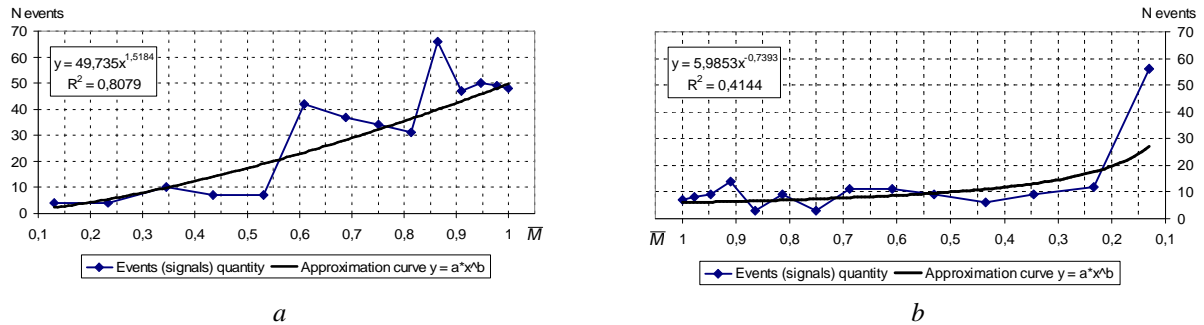 N events
70
60
50
40
30
20
10
0
y = 49,735x^1,5184
R² = 0,8079
0,1 0,2 0,3 0,4 0,5 0,6 0,7 0,8 0,9 1 M̅
Events (signals) quantity Approximation curve y = a*x^b
a
N events
70
60
50
40
30
20
10
0
y = 5,9853x^-0,7393
R² = 0,4144
M̅ 1 0,9 0,8 0,7 0,6 0,5 0,4 0,3 0,2 0,1
Events (signals) quantity Approximation curve y = a*x^b
b